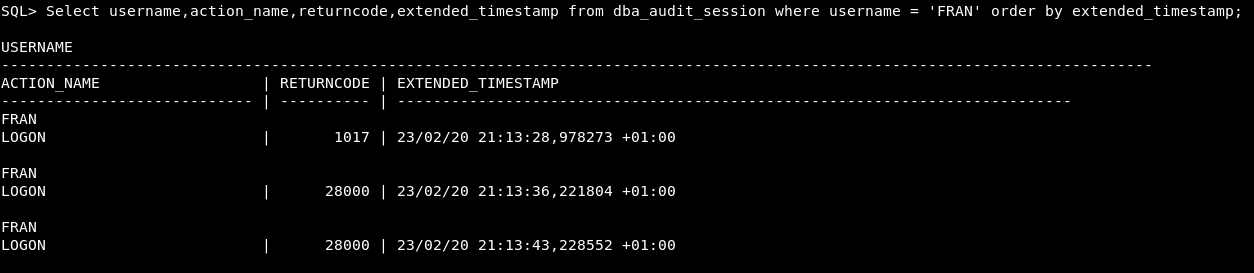 SQL> Select username,action_name,returncode,extended_timestamp from dba_audit_session where username = 'FRAN' order by extended_timestamp;
USERNAME
--------------------------------------------------------------------------------------------------------------------------------
ACTION_NAME                  | RETURNCODE | EXTENDED_TIMESTAMP
---------------------------- | ---------- | ---------------------------------------------------------------------------
FRAN
LOGON                        |       1017 | 23/02/20 21:13:28,978273 +01:00
FRAN
LOGON                        |      28000 | 23/02/20 21:13:36,221804 +01:00
FRAN
LOGON                        |      28000 | 23/02/20 21:13:43,228552 +01:00